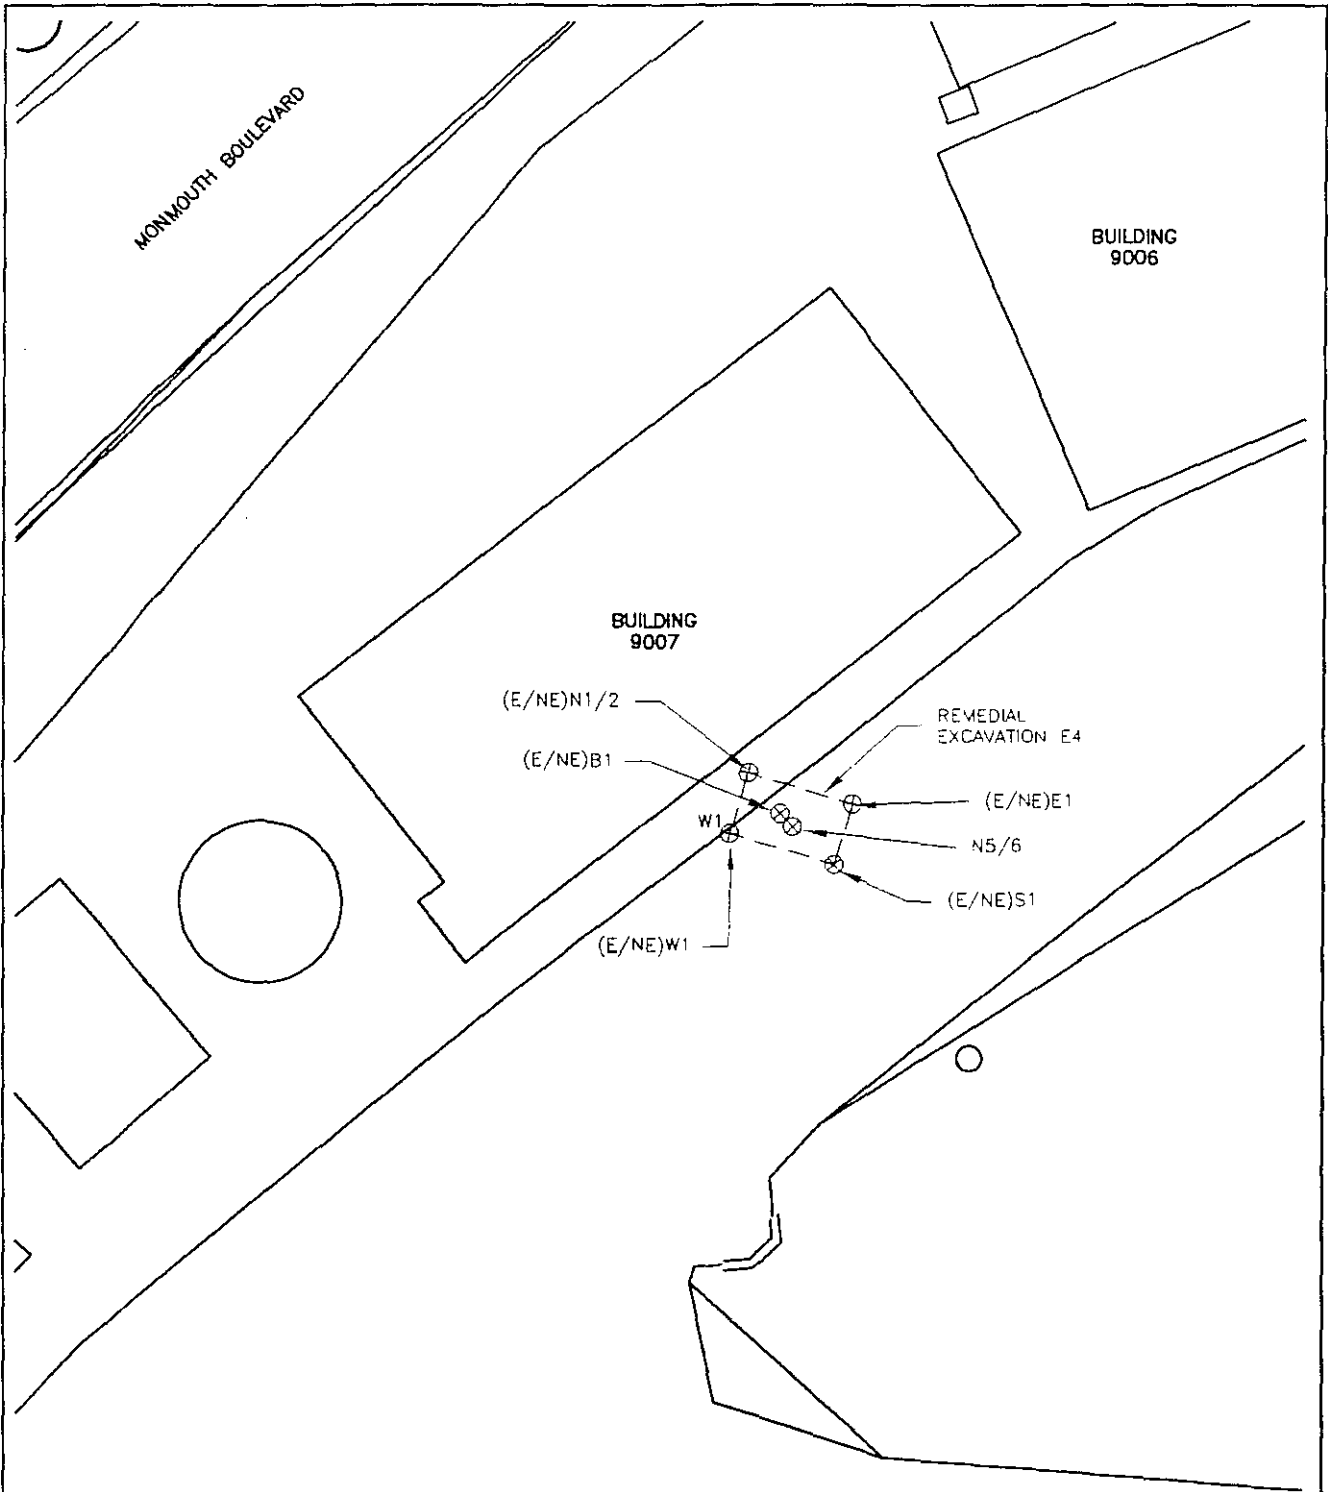 MONMOUTH BOULEVARD
BUILDING
9006
BUILDING
9007
(E/NE)N1/2
REMEDIAL
EXCAVATION E4
(E/NE)B1
(E/NE)E1
W1
N5/6
(E/NE)S1
(E/NE)W1